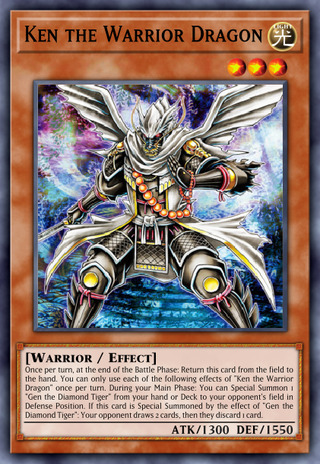 Ken the Warrior Dragon
LIGHT
光
[Warrior / Effect]
Once per turn, at the end of the Battle Phase: Return this card from the field to
the hand. You can only use each of the following effects of "Ken the Warrior
Dragon" once per turn. During your Main Phase: You can Special Summon 1
"Gen the Diamond Tiger" from your hand or Deck to your opponent's field in
Defense Position. If this card is Special Summoned by the effect of "Gen the
Diamond Tiger": Your opponent draws 2 cards, then they discard 1 card.
ATK/1300 DEF/1550